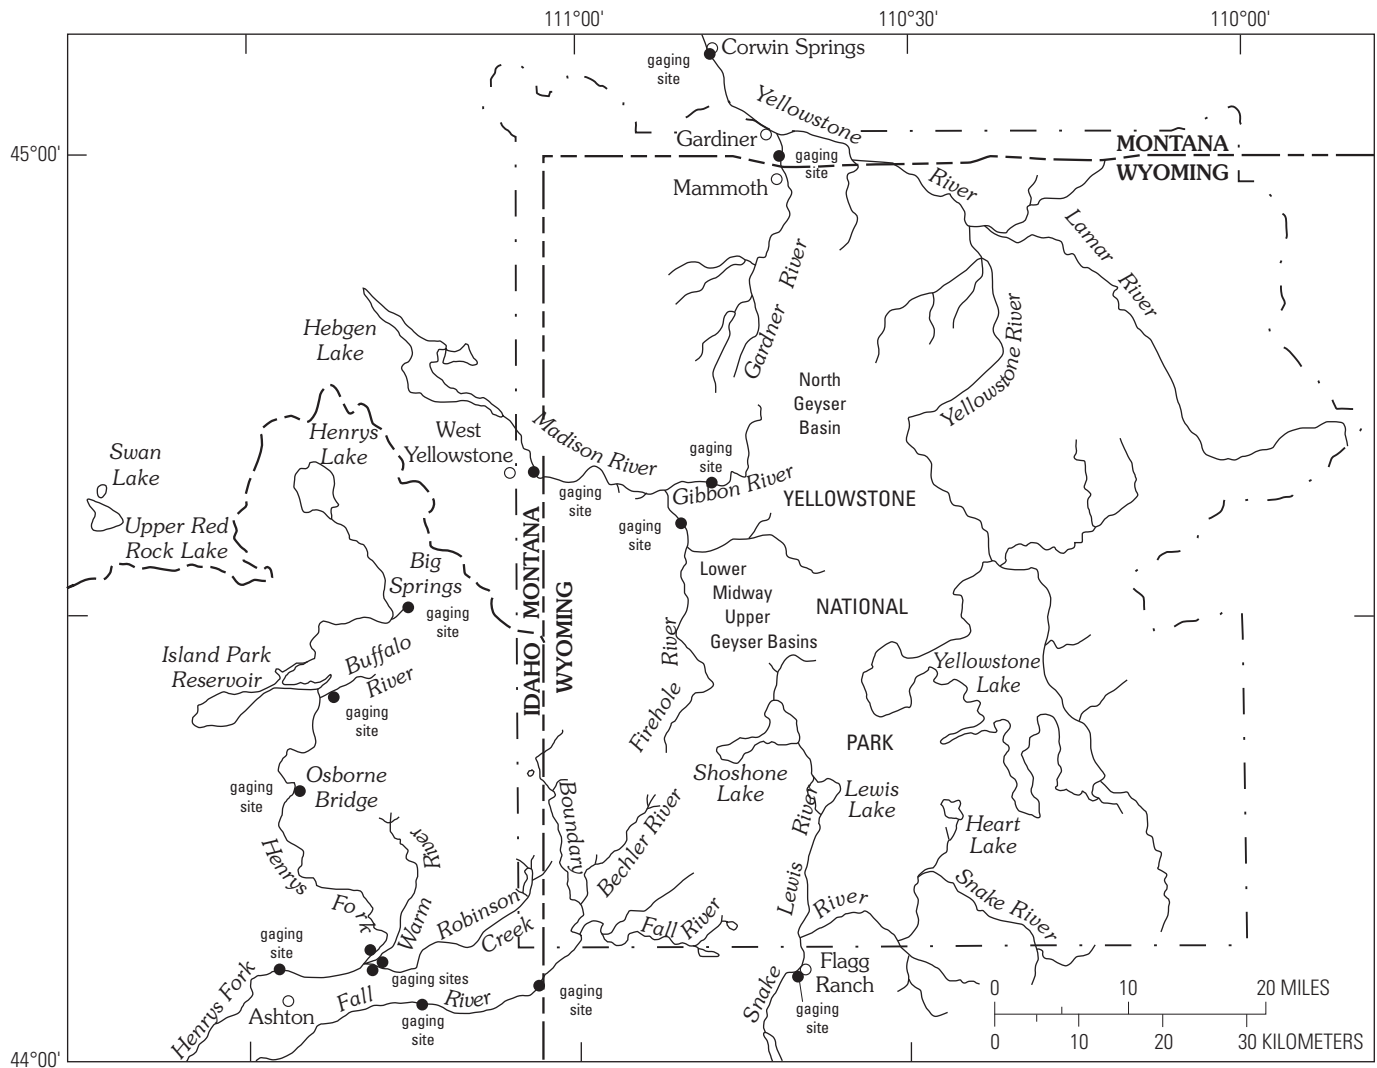 111°00'
110°30'
110°00'
Corwin Springs
gaging
site
Yellowstone
Gardiner
MONTANA
45°00'
gaging
site
WYOMING
Mammoth
River
Lamar
River
Gardner River
Hebgen
Lake
Yellowstone River
North
Geyser
Basin
Madison River
West
Yellowstone
Henrys
Lake
Swan
Lake
gaging
site
Gibbon River
gaging
site
YELLOWSTONE
Upper Red
Rock Lake
gaging
site
IDAHO MONTANA
WYOMING
Big
Springs
gaging
site
Lower
Midway
Upper
Geyser Basins
NATIONAL
Firehole River
Island Park
Reservoir
Buffalo
River
gaging
site
Yellowstone
Lake
PARK
Shoshone
Lake
Lewis
Lake
gaging
site
Osborne
Bridge
Boundary
Bechler River
Lewis River
Heart
Lake
Henrys
Fork
Warm River
Robinson
Creek
Fall River
River
Snake River
gaging
site
Henrys Fork
gaging sites
Ashton
Fall River
gaging
site
gaging
site
Snake
Flagg
Ranch
gaging
site
0 10 20 MILES
0 10 20 30 KILOMETERS
44°00'